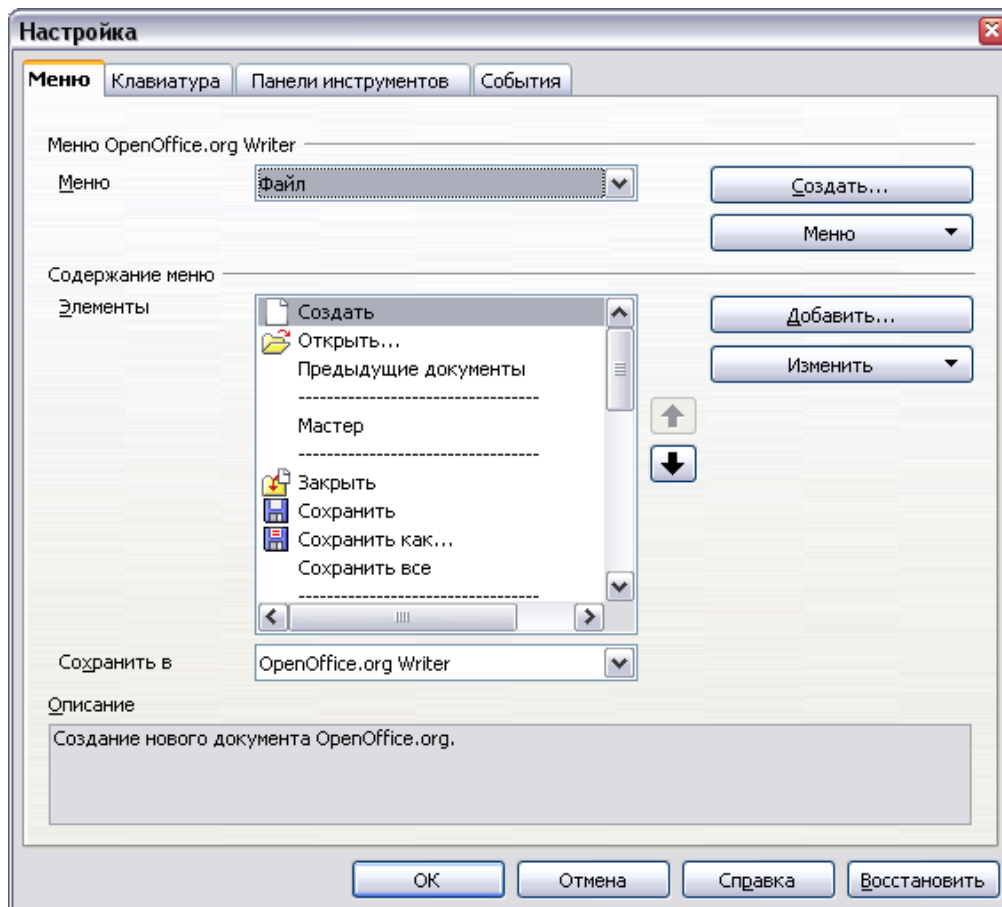 Настройка
Меню Клавиатура Панели инструментов События
Меню OpenOffice.org Writer
Меню Файл Создать...
Меню
Содержание меню
Элементы Создать Добавить...
Открыть...
Предыдущие документы Изменить
--------------------------------
Мастер
--------------------------------
Закрыть
Сохранить
Сохранить как...
Сохранить все
--------------------------------
Сохранить в OpenOffice.org Writer
Описание
Создание нового документа OpenOffice.org.
ОК Отмена Справка Восстановить